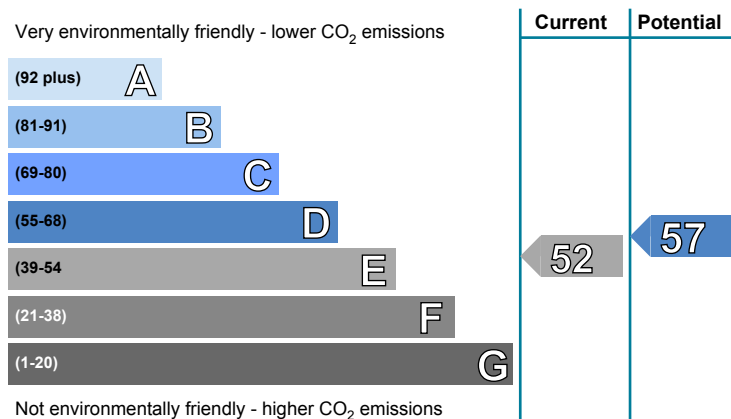 Current Potential
Very environmentally friendly - lower CO₂ emissions
(92 plus) A
(81-91) B
(69-80) C
(55-68) D
57
(39-54 E
52
(21-38) F
(1-20) G
Not environmentally friendly - higher CO₂ emissions